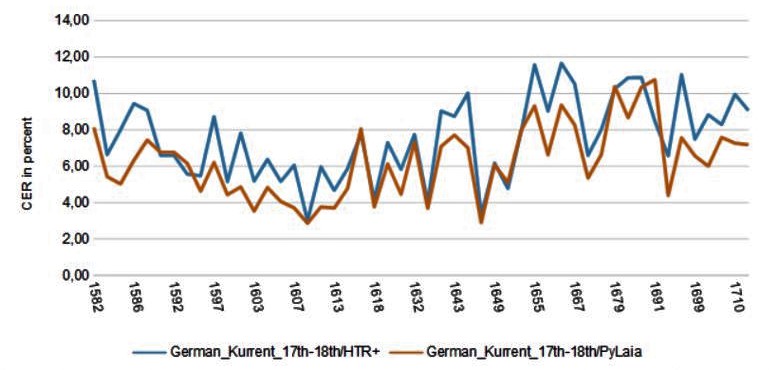 14,00
12,00
10,00
8,00
6,00
4,00
2,00
0,00
CER in percent
1582 1586 1592 1597 1603 1607 1613 1618 1632 1643 1649 1655 1667 1679 1691 1699 1710
German_Kurrent_17th-18th/HTR+ German_Kurrent_17th-18th/PyLaia